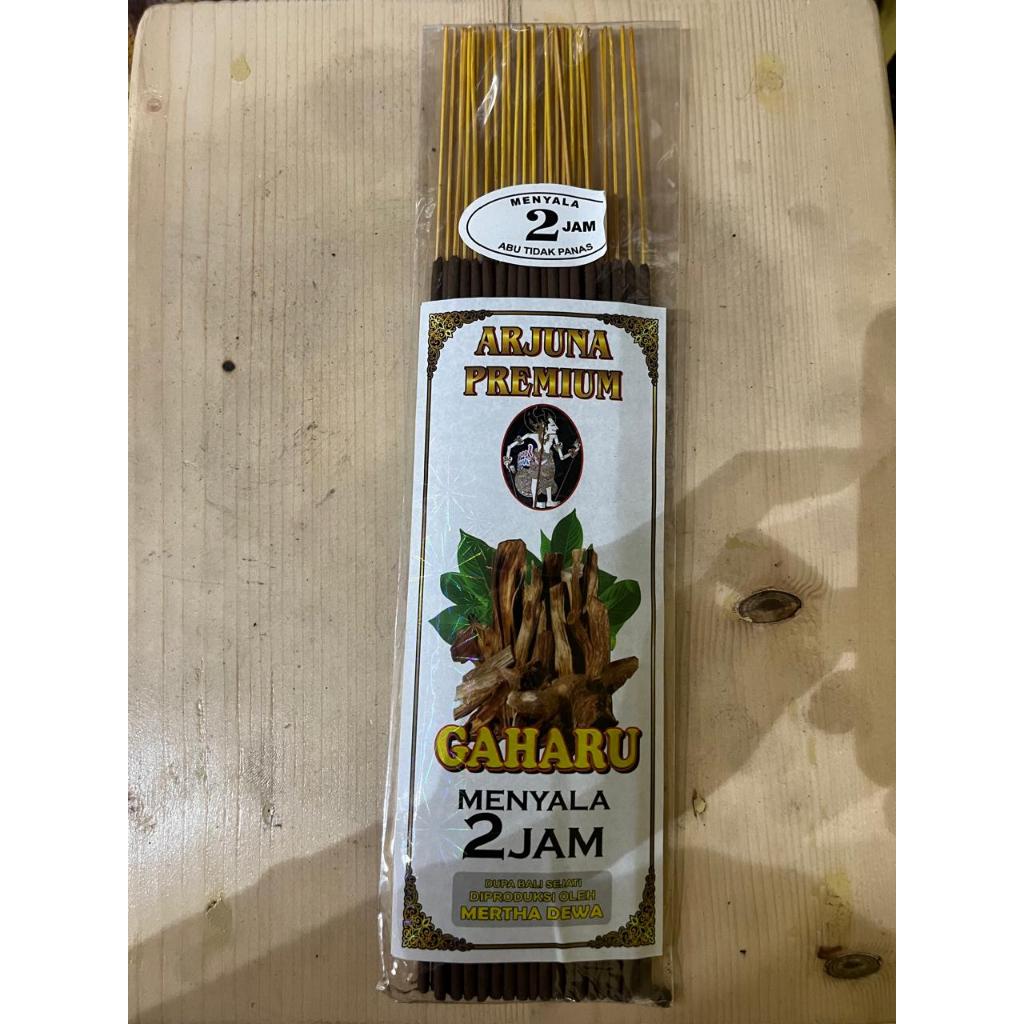 MENYALA
2 JAM
ABU TIDAK PANAS
ARJUNA
PREMIUM
GAHARU
MENYALA
2 JAM
DUPA BALI SEJATI
DIPRODUKSI OLEH
MERTHA DEWA